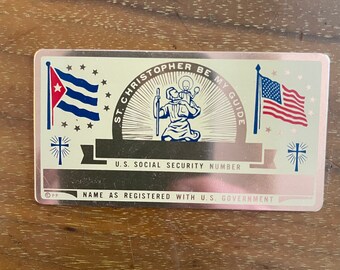 ST. CHRISTOPHER BE MY GUIDE
U.S. SOCIAL SECURITY NUMBER
NAME AS REGISTERED WITH U.S. GOVERNMENT